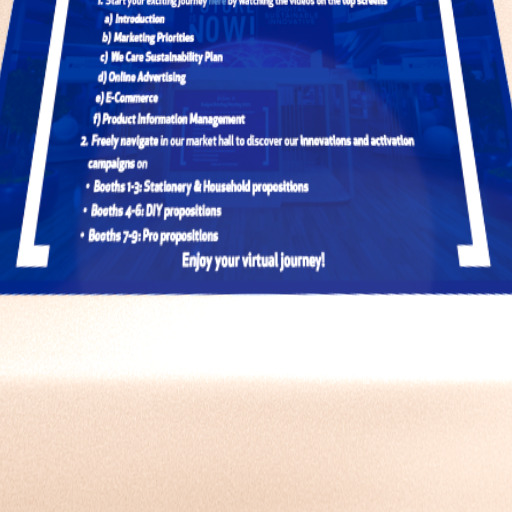 1. Start your exciting journey here by watching the videos on the top screens
a) Introduction
b) Marketing Priorities
c) We Care Sustainability Plan
d) Online Advertising
e) E-Commerce
f) Product Information Management
2. Freely navigate in our market hall to discover our innovations and activation
campaigns on
• Booths 1-3: Stationery & Household propositions
• Booths 4-6: DIY propositions
• Booths 7-9: Pro propositions
Enjoy your virtual journey!
NOW!